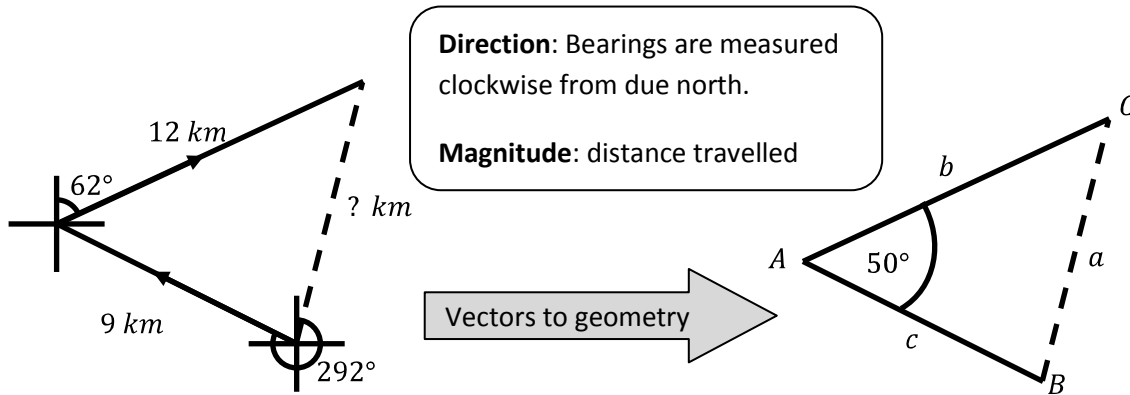 Direction: Bearings are measured
clockwise from due north.
Magnitude: distance travelled
12 km
62°
? km
9 km
292°
Vectors to geometry
C
b
A
50°
a
c
B